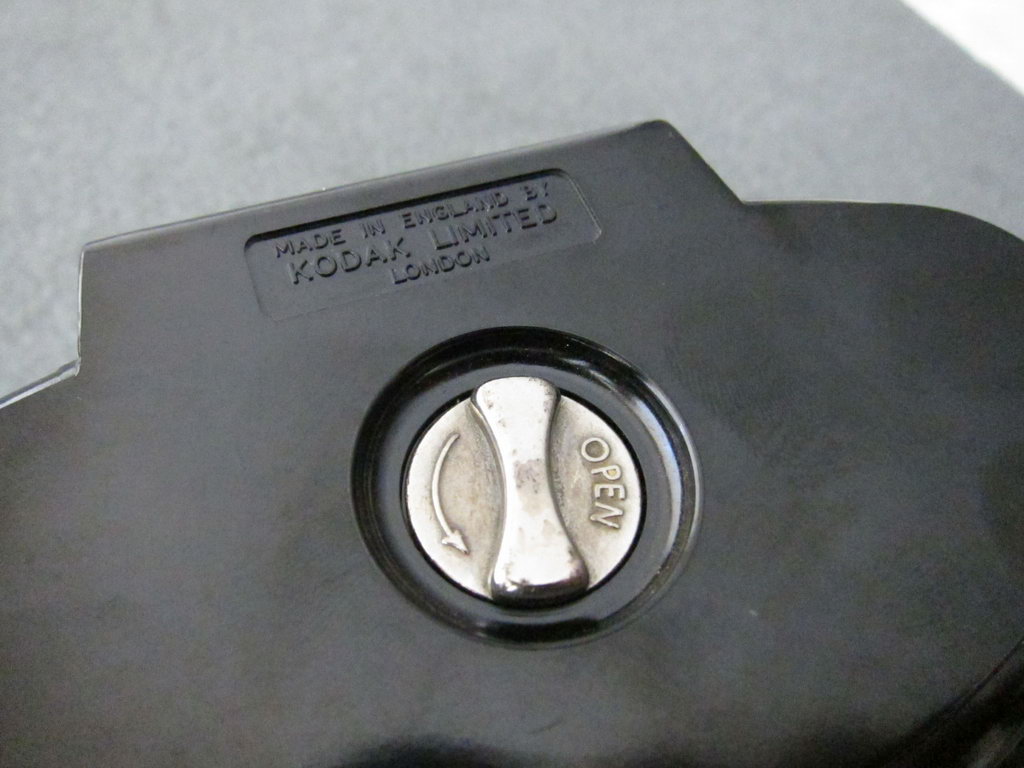 MADE IN ENGLAND BY
KODAK LIMITED
LONDON
OPEN